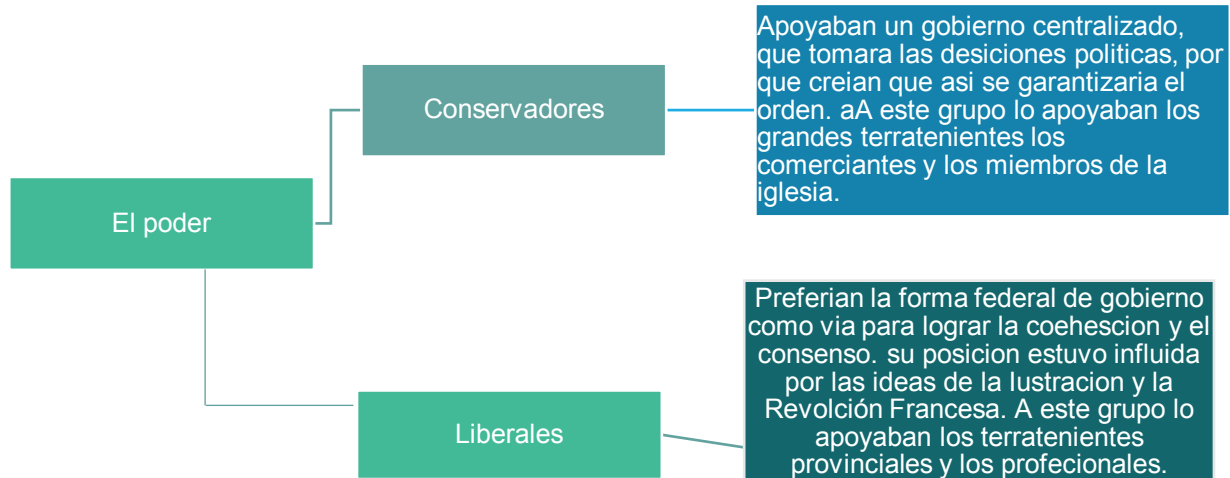 El poder
Conservadores
Apoyaban un gobierno centralizado,
que tomara las desiciones politicas, por
que creian que asi se garantizaria el
orden. aA este grupo lo apoyaban los
grandes terratenientes los
comerciantes y los miembros de la
iglesia.
Liberales
Preferian la forma federal de gobierno
como via para lograr la coehescion y el
consenso. su posicion estuvo influida
por las ideas de la lustracion y la
Revolción Francesa. A este grupo lo
apoyaban los terratenientes
provinciales y los profecionales.